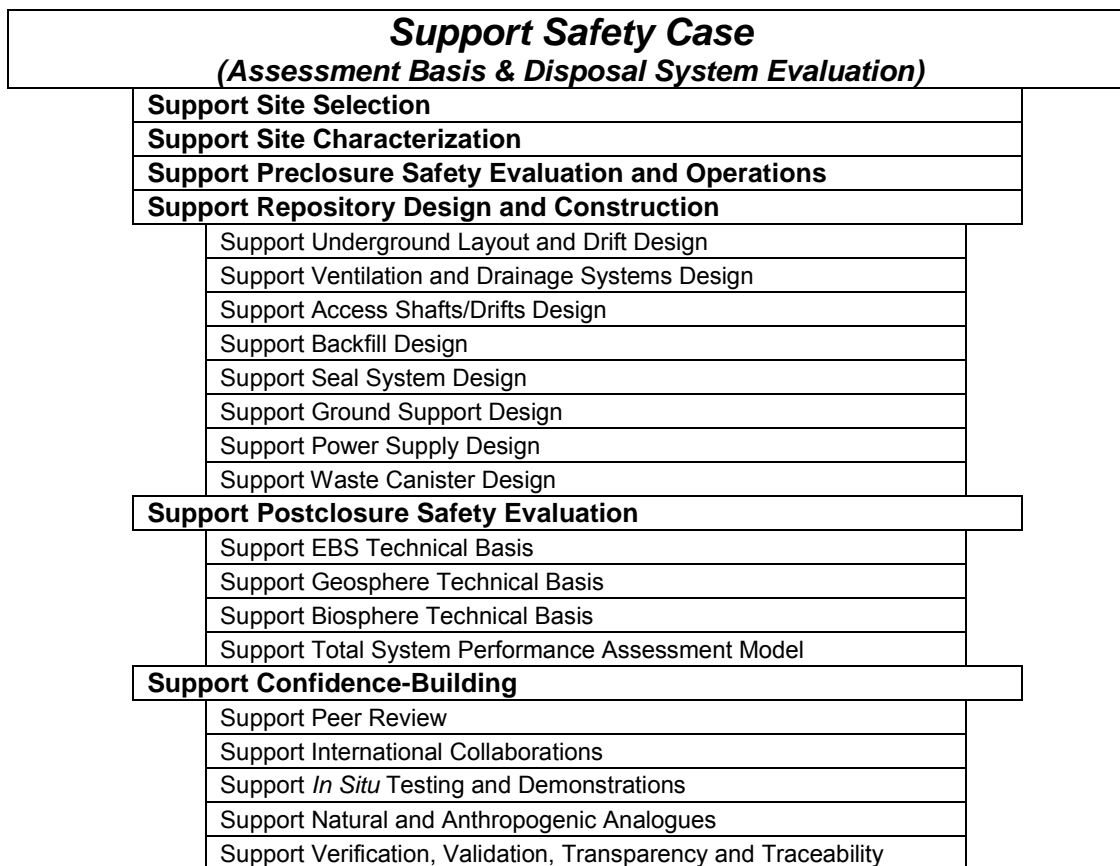 Support Safety Case
(Assessment Basis & Disposal System Evaluation)
Support Site Selection
Support Site Characterization
Support Preclosure Safety Evaluation and Operations
Support Repository Design and Construction
Support Underground Layout and Drift Design
Support Ventilation and Drainage Systems Design
Support Access Shafts/Drifts Design
Support Backfill Design
Support Seal System Design
Support Ground Support Design
Support Power Supply Design
Support Waste Canister Design
Support Postclosure Safety Evaluation
Support EBS Technical Basis
Support Geosphere Technical Basis
Support Biosphere Technical Basis
Support Total System Performance Assessment Model
Support Confidence-Building
Support Peer Review
Support International Collaborations
Support In Situ Testing and Demonstrations
Support Natural and Anthropogenic Analogues
Support Verification, Validation, Transparency and Traceability